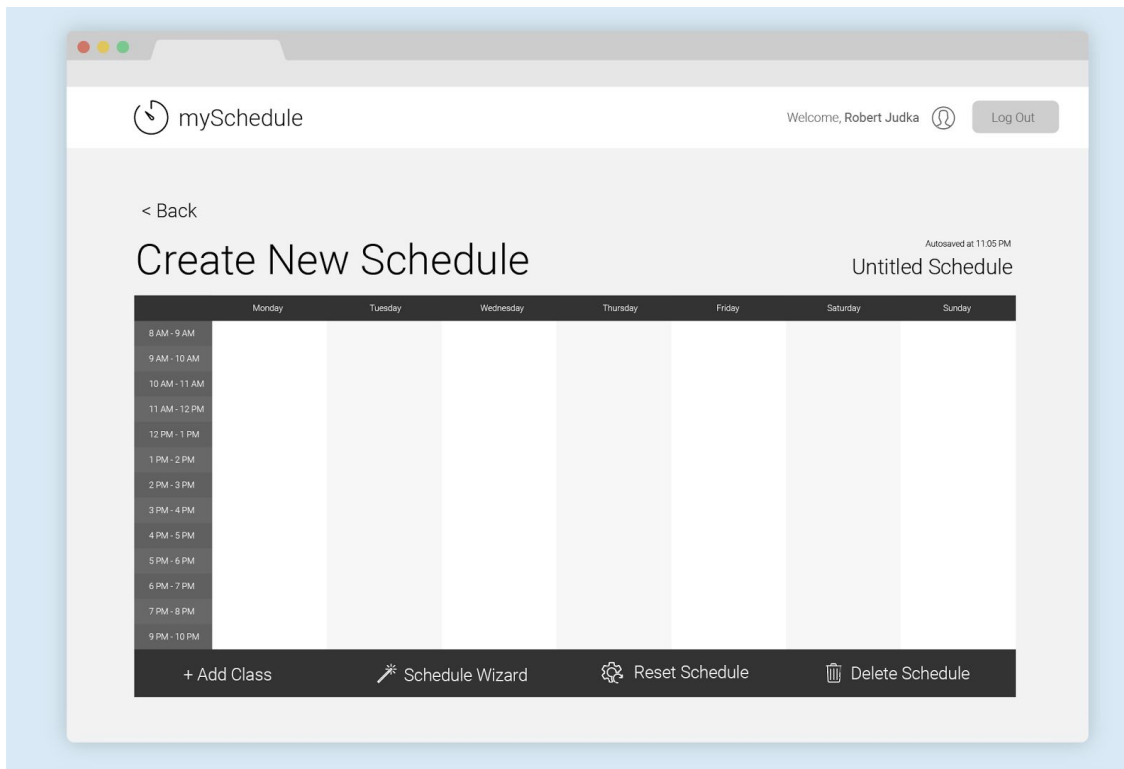 mySchedule
Welcome, Robert Judka
Log Out
< Back
Create New Schedule
Autosaved at 11:05 PM
Untitled Schedule
Monday Tuesday Wednesday Thursday Friday Saturday Sunday
8 AM - 9 AM
9 AM - 10 AM
10 AM - 11 AM
11 AM - 12 PM
12 PM - 1 PM
1 PM - 2 PM
2 PM - 3 PM
3 PM - 4 PM
4 PM - 5 PM
5 PM - 6 PM
6 PM - 7 PM
7 PM - 8 PM
9 PM - 10 PM
+ Add Class Schedule Wizard Reset Schedule Delete Schedule